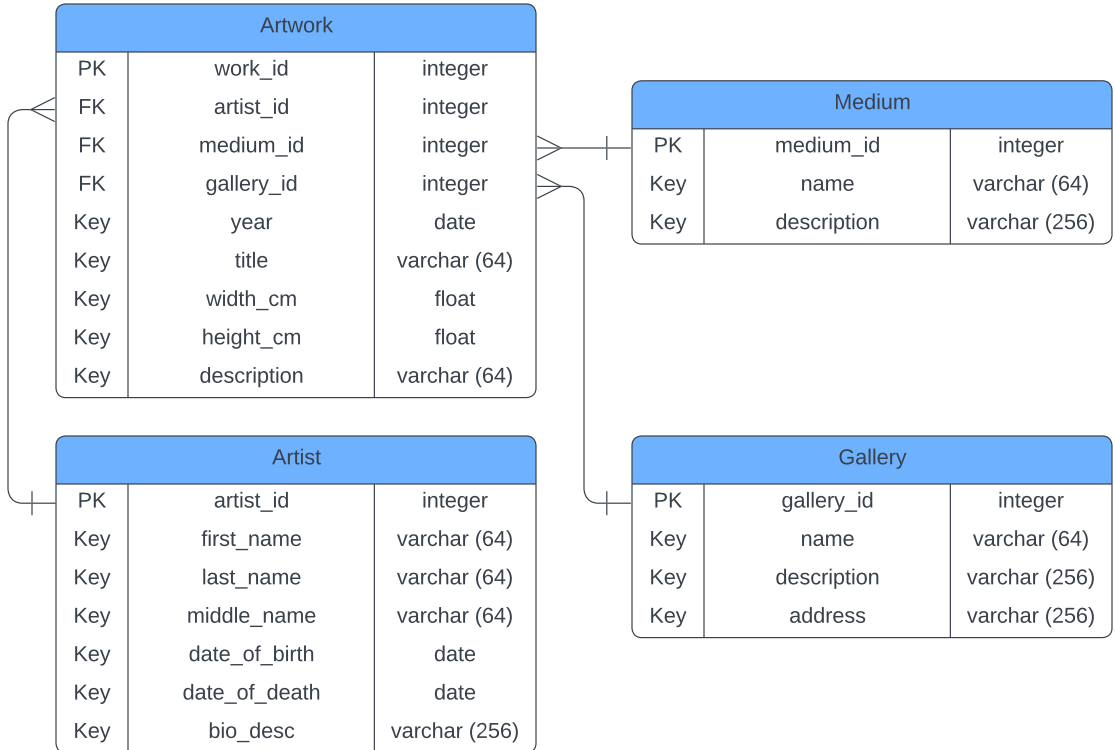 Artwork
PK work_id integer
FK artist_id integer
FK medium_id integer
FK gallery_id integer
Key year date
Key title varchar (64)
Key width_cm float
Key height_cm float
Key description varchar (64)
Medium
PK medium_id integer
Key name varchar (64)
Key description varchar (256)
Artist
PK artist_id integer
Key first_name varchar (64)
Key last_name varchar (64)
Key middle_name varchar (64)
Key date_of_birth date
Key date_of_death date
Key bio_desc varchar (256)
Gallery
PK gallery_id integer
Key name varchar (64)
Key description varchar (256)
Key address varchar (256)